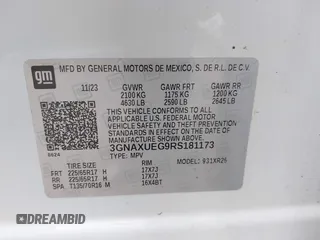 gm
MFD BY GENERAL MOTORS DE MEXICO, S. DE R.L. DE C.V.
11/23 GVWR GAWR FRT GAWR RR
2100 KG 1175 KG 1200 KG
4630 LB 2590 LB 2645 LB
THIS VEHICLE CONFORMS TO ALL
APPLICABLE U.S. FEDERAL MOTOR
VEHICLE SAFETY, BUMPER, AND THEFT
PREVENTION STANDARDS IN EFFECT
ON THE DATE OF
MANUFACTURE SHOWN ABOVE.
3GNAXUEG9RS181173
TYPE: MPV MODEL: 931XR26
TIRE SIZE RIM
FRT 225/65R17 H 17X7J
RR 225/65R17 H 17X7J
SPA T135/70R16 M 16X4BT
DRIVECAR